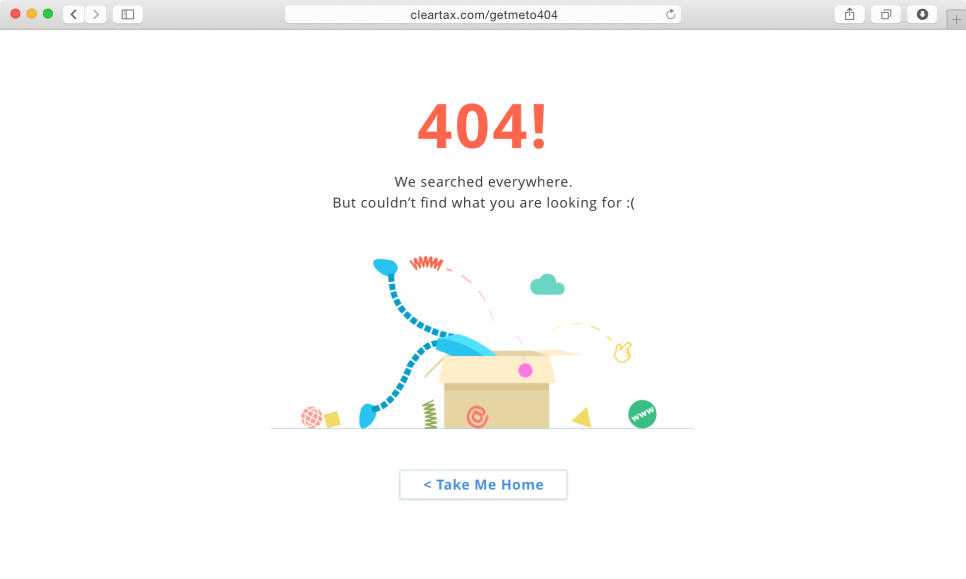 cleartax.com/getmeto404
404!
We searched everywhere.
But couldn’t find what you are looking for :(
@
www
< Take Me Home